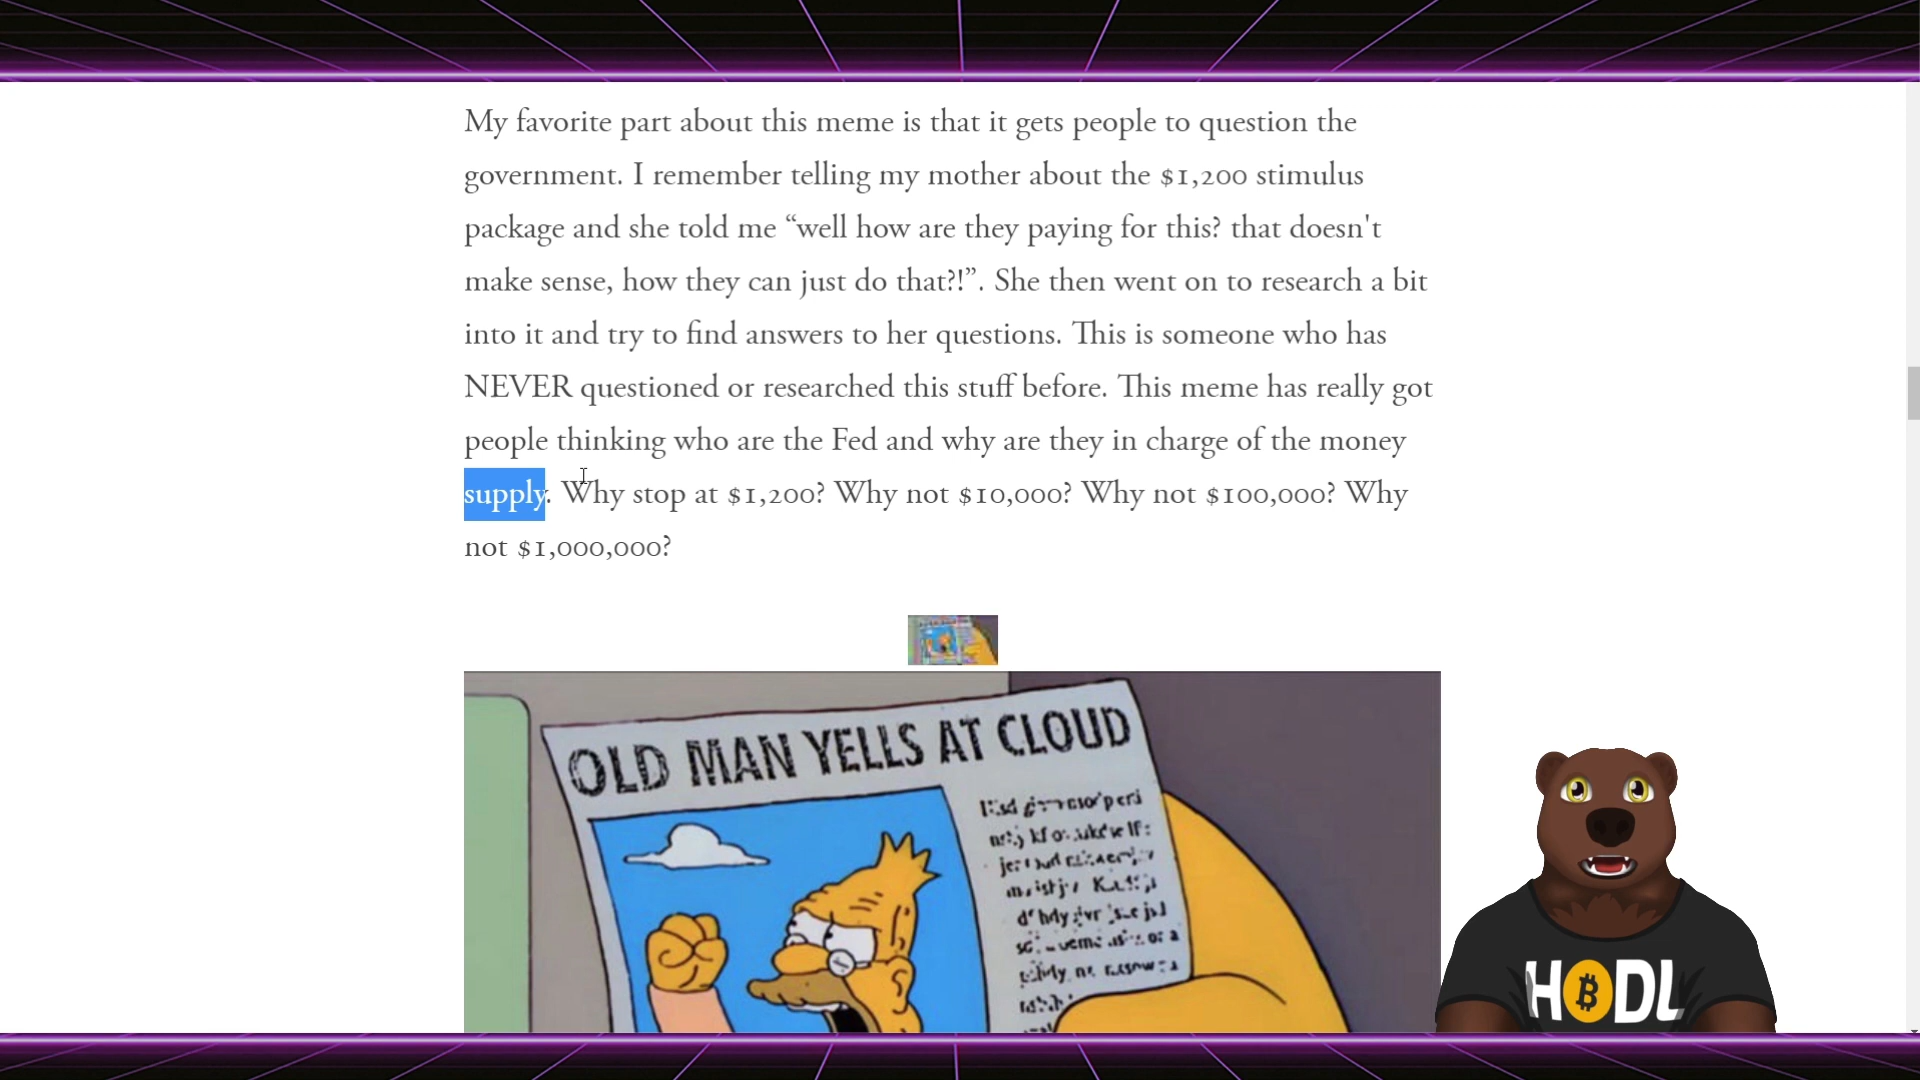 My favorite part about this meme is that it gets people to question the
government. I remember telling my mother about the $1,200 stimulus
package and she told me “well how are they paying for this? that doesn't
make sense, how they can just do that?!”. She then went on to research a bit
into it and try to find answers to her questions. This is someone who has
NEVER questioned or researched this stuff before. This meme has really got
people thinking who are the Fed and why are they in charge of the money
supply. Why stop at $1,200? Why not $10,000? Why not $100,000? Why
not $1,000,000?
OLD MAN YELLS AT CLOUD
HODL